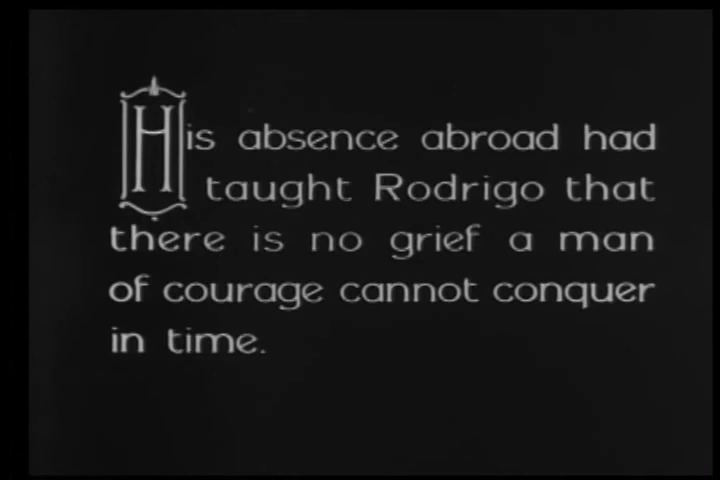 His absence abroad had
taught Rodrigo that
there is no grief a man
of courage cannot conquer
in time.